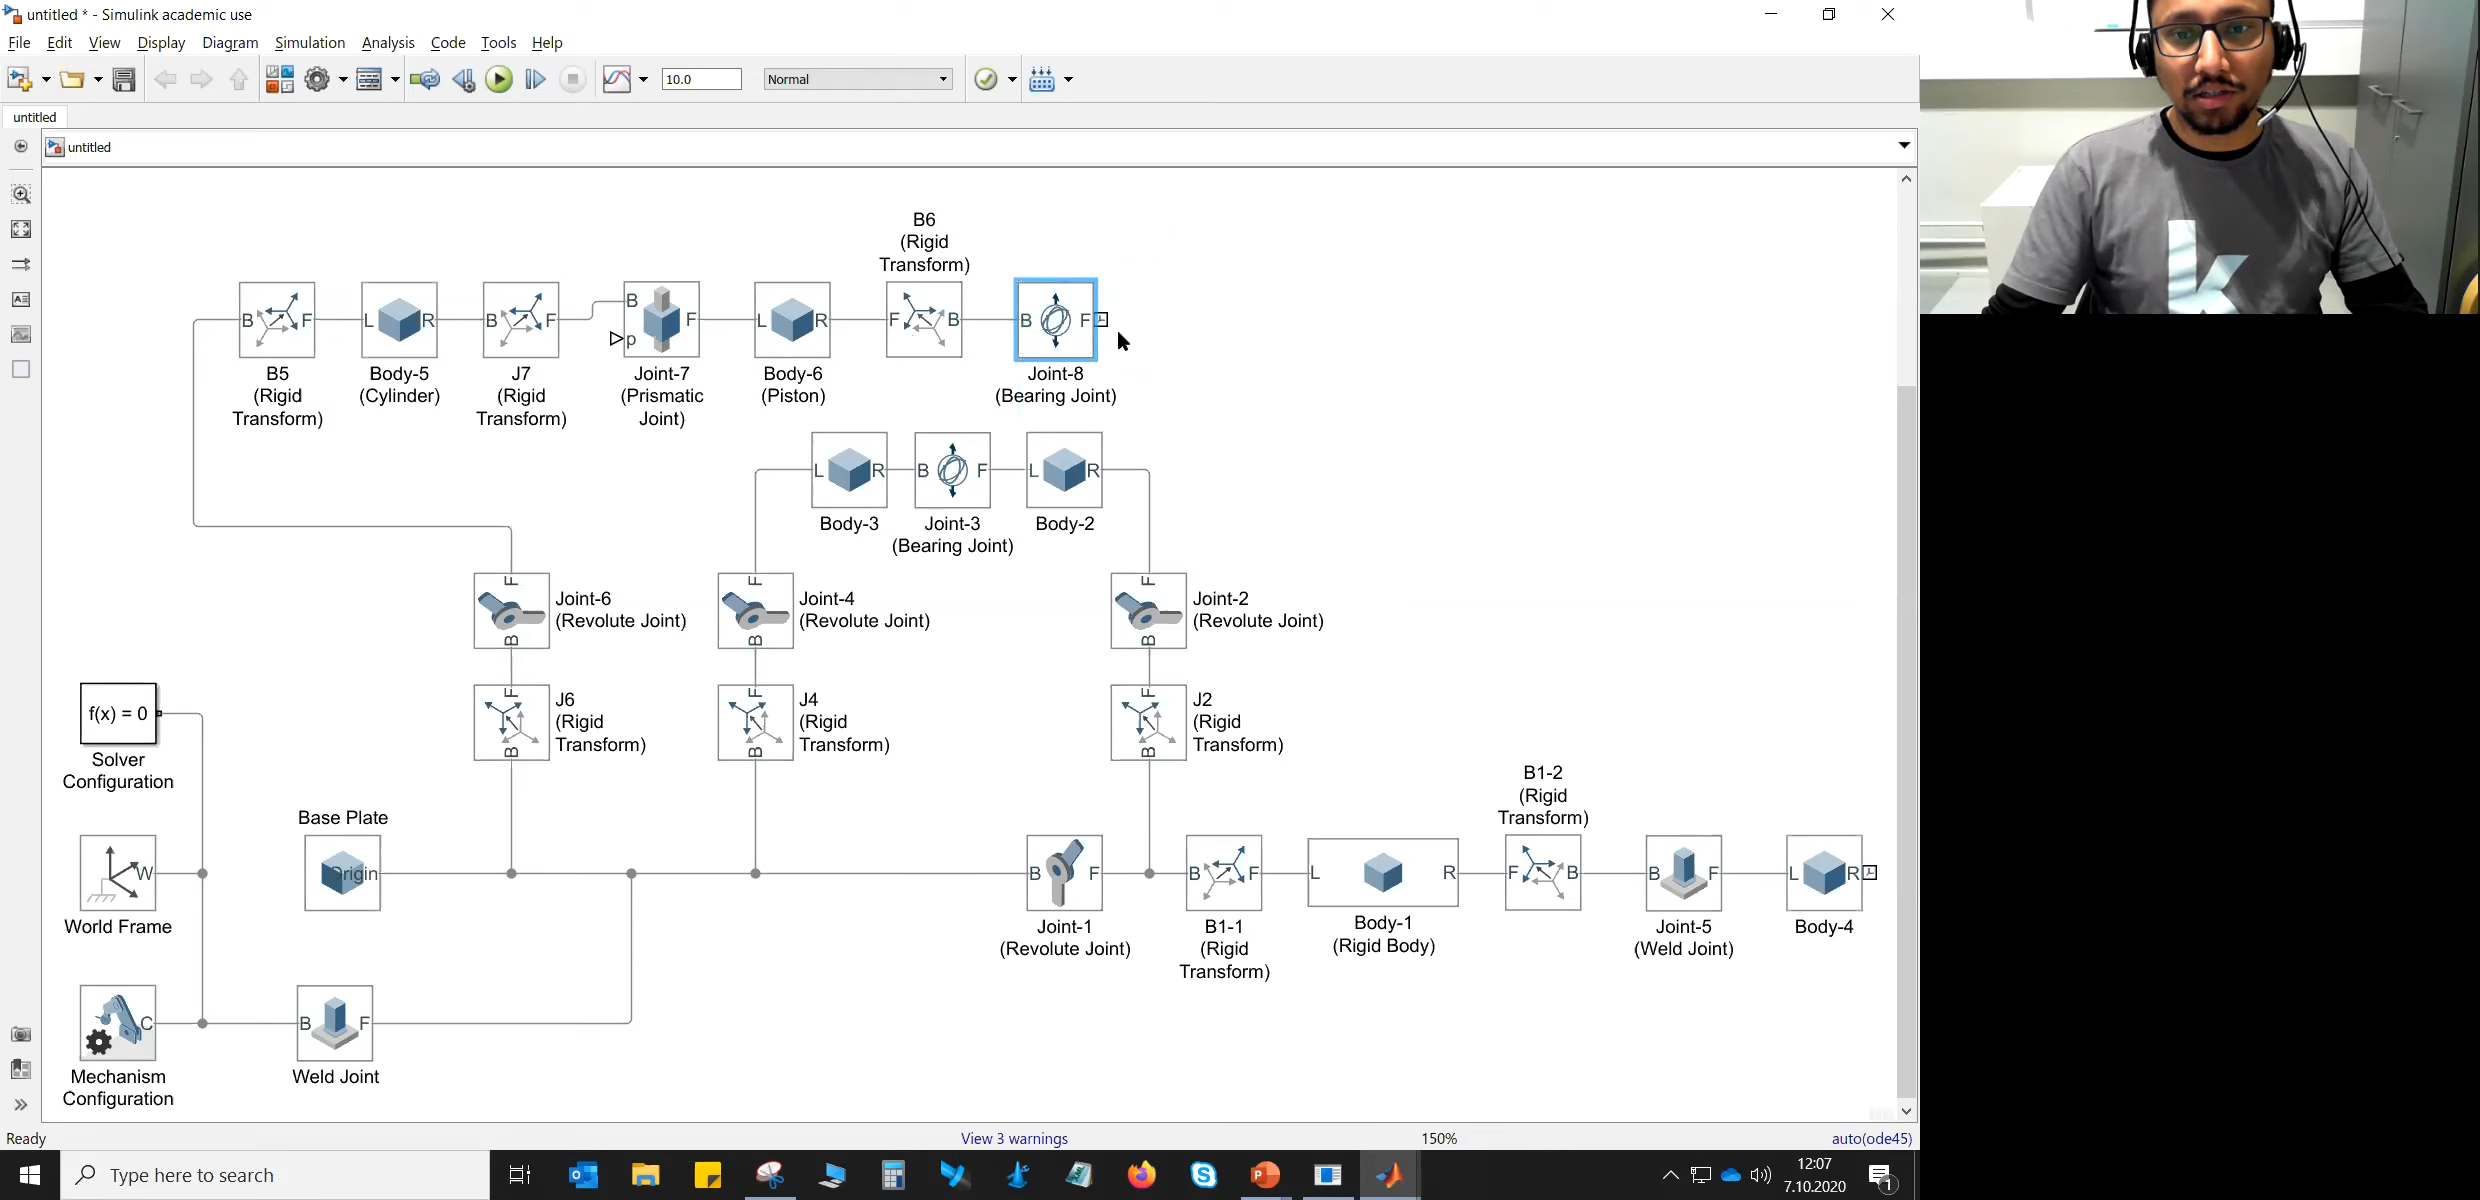 untitled * - Simulink academic use
File Edit View Display Diagram Simulation Analysis Code Tools Help
10.0 Normal
untitled
untitled
B6
(Rigid
Transform)
B F L R B F B p F L R F B B F
B5
(Rigid
Transform)
Body-5
(Cylinder)
J7
(Rigid
Transform)
Joint-7
(Prismatic
Joint)
Body-6
(Piston)
Joint-8
(Bearing Joint)
L R B F L R
Body-3
Joint-3
(Bearing Joint)
Body-2
F F F
Joint-6
(Revolute Joint)
Joint-4
(Revolute Joint)
Joint-2
(Revolute Joint)
B B B
F F F
J6
(Rigid
Transform)
J4
(Rigid
Transform)
J2
(Rigid
Transform)
B B B
f(x) = 0
Solver
Configuration
Base Plate
B1-2
(Rigid
Transform)
W Origin B F B F L R F B B F L R
World Frame
Joint-1
(Revolute Joint)
B1-1
(Rigid
Transform)
Body-1
(Rigid Body)
Joint-5
(Weld Joint)
Body-4
C B F
Mechanism
Configuration
Weld Joint
Ready View 3 warnings 150% auto(ode45)
Type here to search
12:07
7.10.2020
1
k